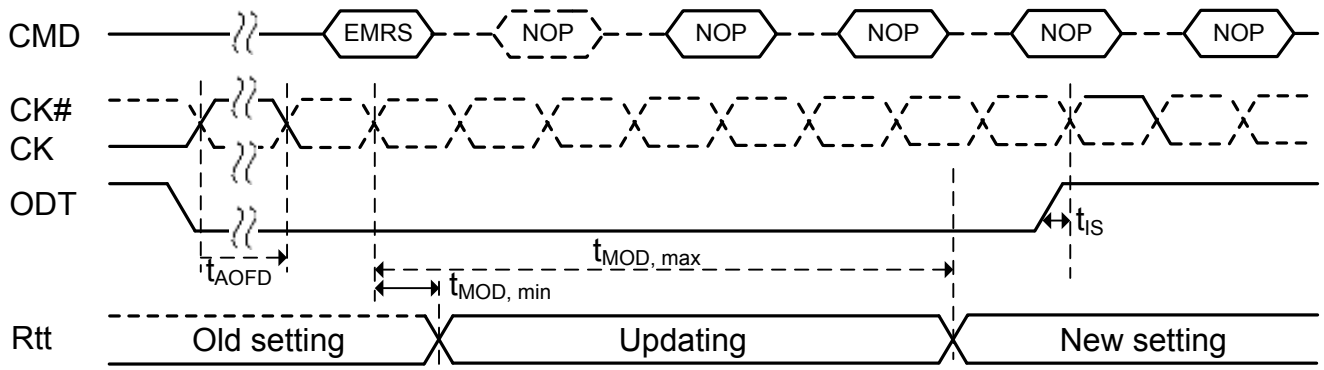 CMD EMRS NOP NOP NOP NOP NOP
CK#
CK
ODT
tIS
tMOD, max
tAOFD
tMOD, min
Rtt Old setting Updating New setting